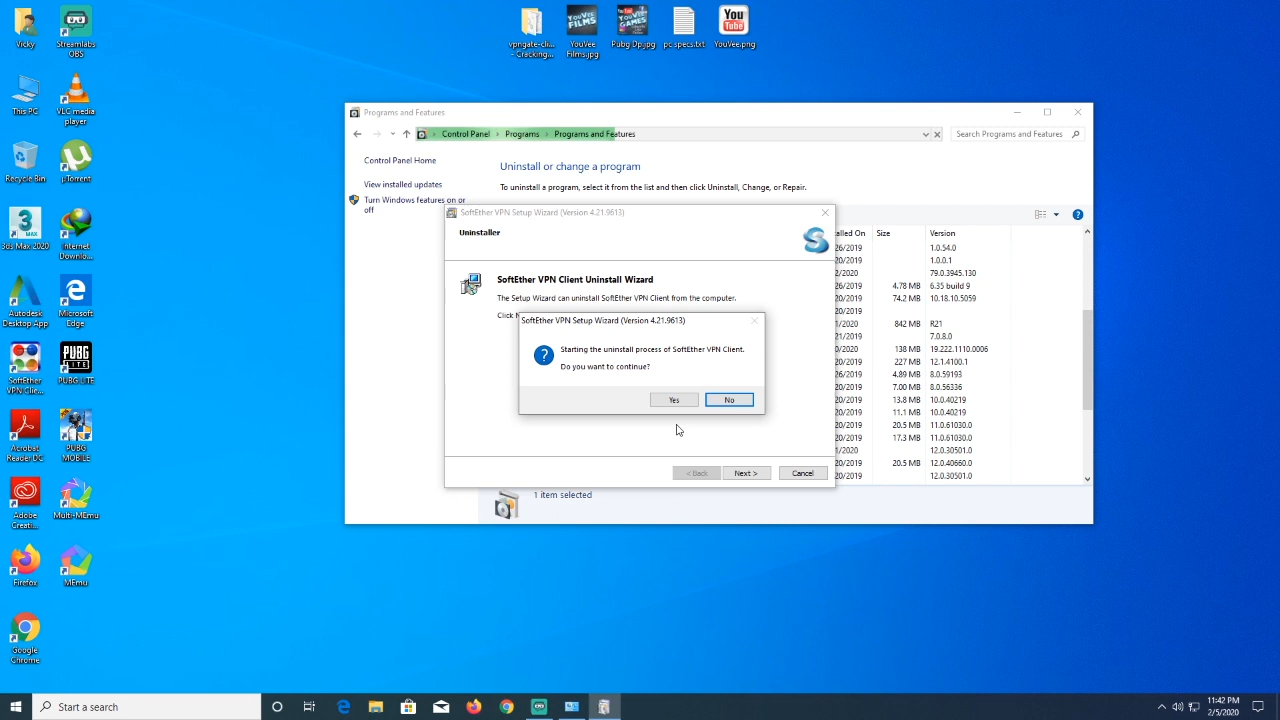 Vicky
Streamlabs
OBS
This PC
VLC media
player
Recycle Bin
µTorrent
3ds Max 2020
Internet
Downlo...
Autodesk
Desktop App
Microsoft
Edge
SoftEther
VPN Clie...
PUBG LITE
Acrobat
Reader DC
PUBG
MOBILE
Adobe
Creati...
Multi-MEmu
Firefox
MEmu
Google
Chrome
vpngate-cli...
- Cracking...
YouVee
Films.jpg
Pubg Dp.jpg
pc specs.txt
YouVee.png
Programs and Features
Control Panel > Programs > Programs and Features
Search Programs and Features
Control Panel Home
View installed updates
Turn Windows features on or
off
Uninstall or change a program
To uninstall a program, select it from the list and then click Uninstall, Change, or Repair.
alled On Size Version
26/2019 1.0.54.0
20/2019 1.0.0.1
2/2020 79.0.3945.130
26/2019 4.78 MB 6.35 build 9
20/2019 74.2 MB 10.18.10.5059
20/2019
1/2020 842 MB R21
21/2019 7.0.8.0
0/2020 138 MB 19.222.1110.0006
20/2019 227 MB 12.1.4100.1
26/2019 4.89 MB 8.0.59193
20/2019 7.00 MB 8.0.56336
20/2019 13.8 MB 10.0.40219
20/2019 11.1 MB 10.0.40219
20/2019 20.5 MB 11.0.61030.0
20/2019 17.3 MB 11.0.61030.0
1/2020 12.0.30501.0
20/2019 20.5 MB 12.0.40660.0
20/2019 12.0.30501.0
1 item selected
SoftEther VPN Setup Wizard (Version 4.21.9613)
Uninstaller
SoftEther VPN Client Uninstall Wizard
The Setup Wizard can uninstall SoftEther VPN Client from the computer.
Click N
< Back Next > Cancel
SoftEther VPN Setup Wizard (Version 4.21.9613)
Starting the uninstall process of SoftEther VPN Client.
Do you want to continue?
Yes No
Start a search
11:42 PM
2/5/2020